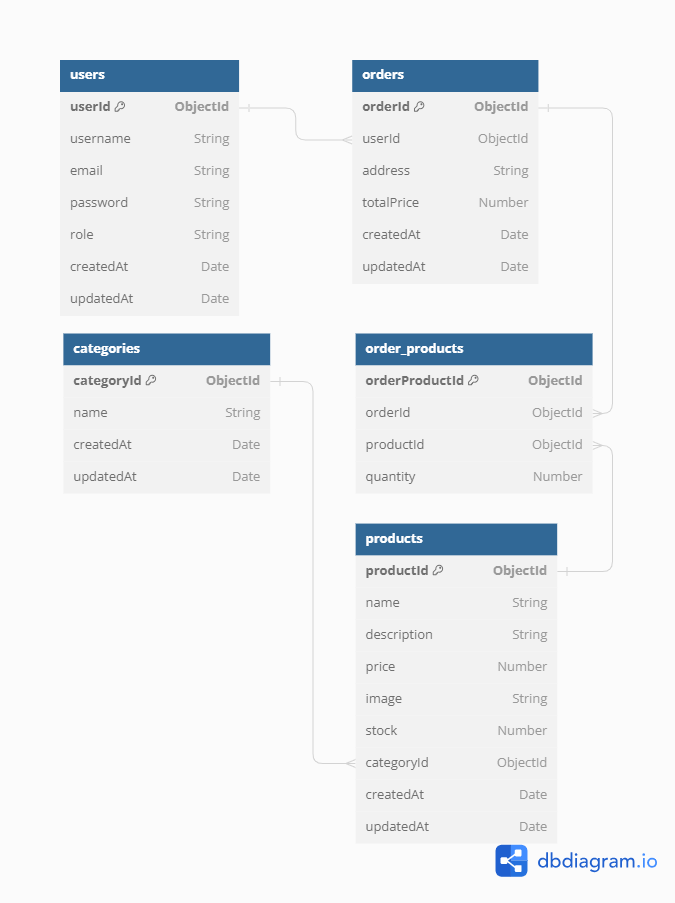 users
userId ObjectId
username String
email String
password String
role String
createdAt Date
updatedAt Date
orders
orderId ObjectId
userId ObjectId
address String
totalPrice Number
createdAt Date
updatedAt Date
categories
categoryId ObjectId
name String
createdAt Date
updatedAt Date
order_products
orderProductId ObjectId
orderId ObjectId
productId ObjectId
quantity Number
products
productId ObjectId
name String
description String
price Number
image String
stock Number
categoryId ObjectId
createdAt Date
updatedAt Date
dbdiagram.io